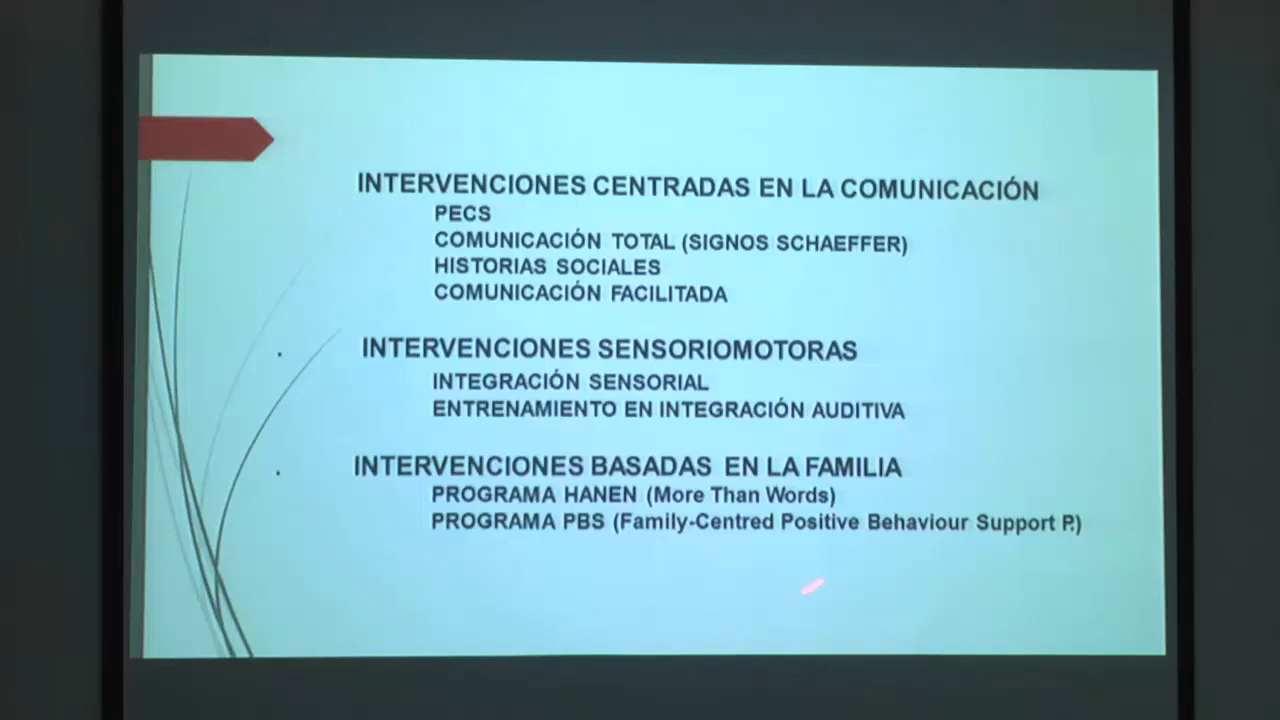 INTERVENCIONES CENTRADAS EN LA COMUNICACIÓN
PECS
COMUNICACIÓN TOTAL (SIGNOS SCHAEFFER)
HISTORIAS SOCIALES
COMUNICACIÓN FACILITADA
. INTERVENCIONES SENSORIOMOTORAS
INTEGRACIÓN SENSORIAL
ENTRENAMIENTO EN INTEGRACIÓN AUDITIVA
. INTERVENCIONES BASADAS EN LA FAMILIA
PROGRAMA HANEN (More Than Words)
PROGRAMA PBS (Family-Centred Positive Behaviour Support P.)